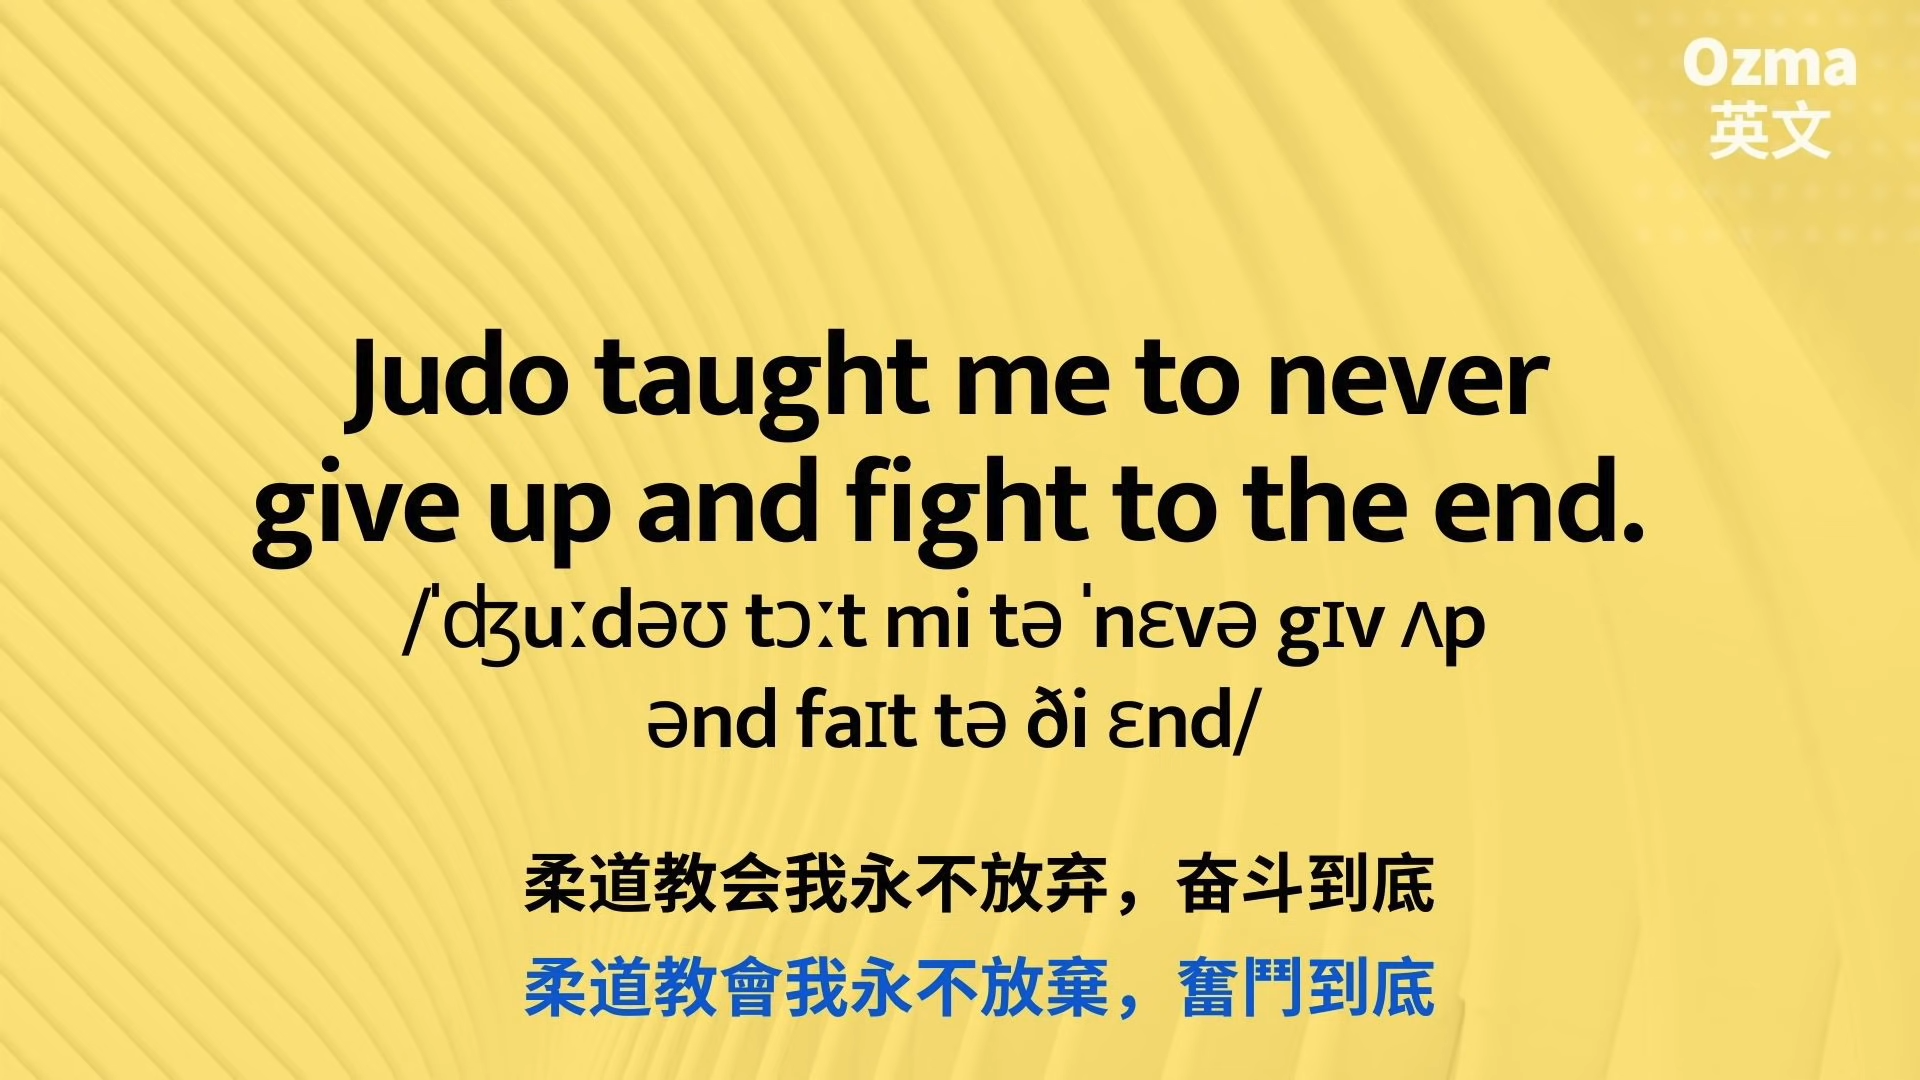 Ozma
英文
Judo taught me to never
give up and fight to the end.
/ˈʤuːdəʊ tɔːt mi tə ˈnɛvə gɪv ʌp
ənd faɪt tə ði ɛnd/
柔道教会我永不放弃，奋斗到底
柔道教會我永不放棄，奮鬥到底